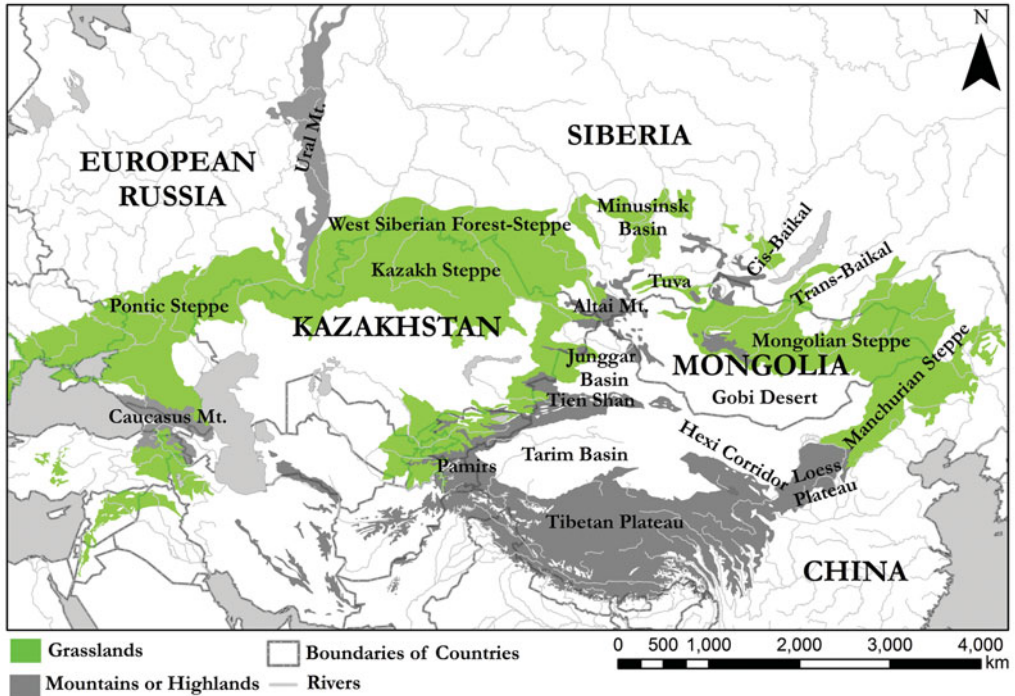 N
SIBERIA
EUROPEAN
RUSSIA
Ural Mt.
West Siberian Forest-Steppe
Minusinsk
Basin
Cis-Baikal
Kazakh Steppe
Tuva
Trans-Baikal
Pontic Steppe
Altai Mt.
KAZAKHSTAN
Mongolian Steppe
Junggar
Basin
MONGOLIA
Manchurian Steppe
Tien Shan
Gobi Desert
Caucasus Mt.
Pamirs
Tarim Basin
Hexi Corridor
Loess
Plateau
Tibetan Plateau
CHINA
Grasslands
Boundaries of Countries
Mountains or Highlands
Rivers
0 500 1,000 2,000 3,000 4,000
km